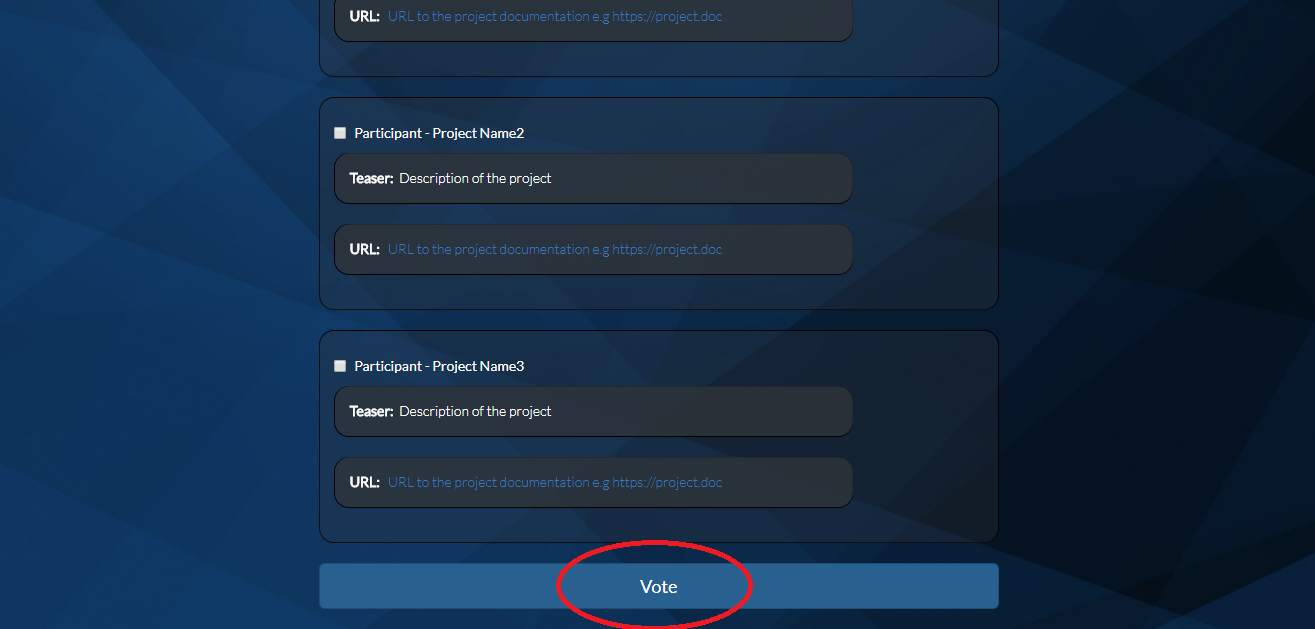 URL: URL to the project documentation e.g https://project.doc
Participant - Project Name2
Teaser: Description of the project
URL: URL to the project documentation e.g https://project.doc
Participant - Project Name3
Teaser: Description of the project
URL: URL to the project documentation e.g https://project.doc
Vote